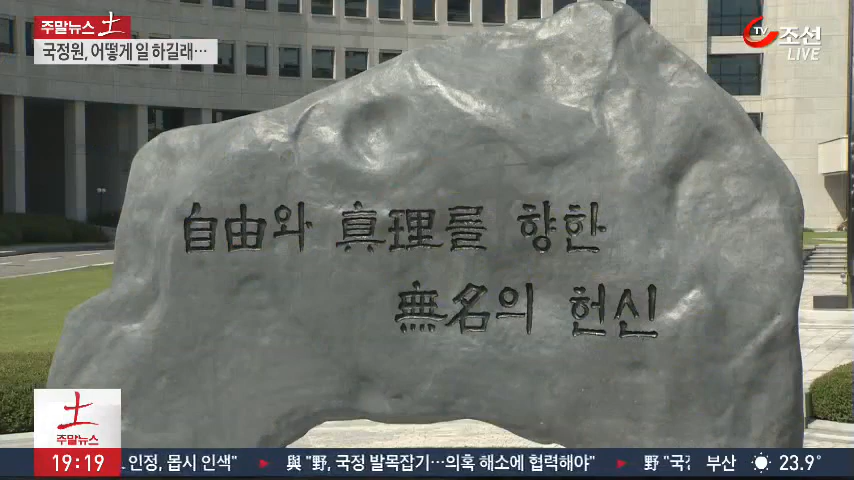 주말뉴스 土
국정원, 어떻게 일 하길래…
TV조선
LIVE
自由와 真理를 향한
無名의 헌신
土
주말뉴스
19:19
인정, 몹시 인색" ▶ 與 "野, 국정 발목잡기…의혹 해소에 협력해야" ▶ 野 "국정 부산 23.9°